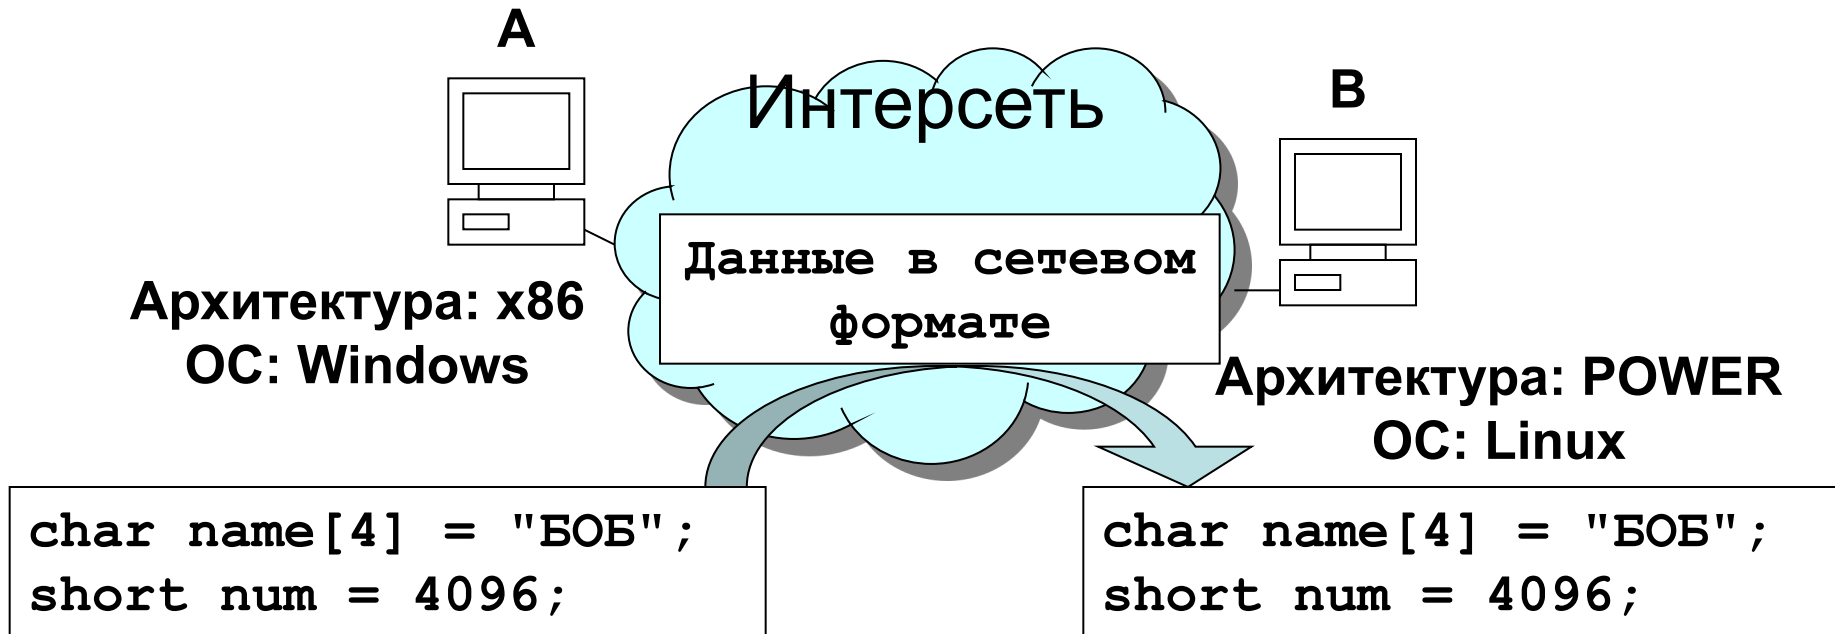 A
Интерсеть
B
Данные в сетевом
формате
Архитектура: x86
ОС: Windows
Архитектура: POWER
ОС: Linux
char name[4] = "БОБ";
short num = 4096;
char name[4] = "БОБ";
short num = 4096;